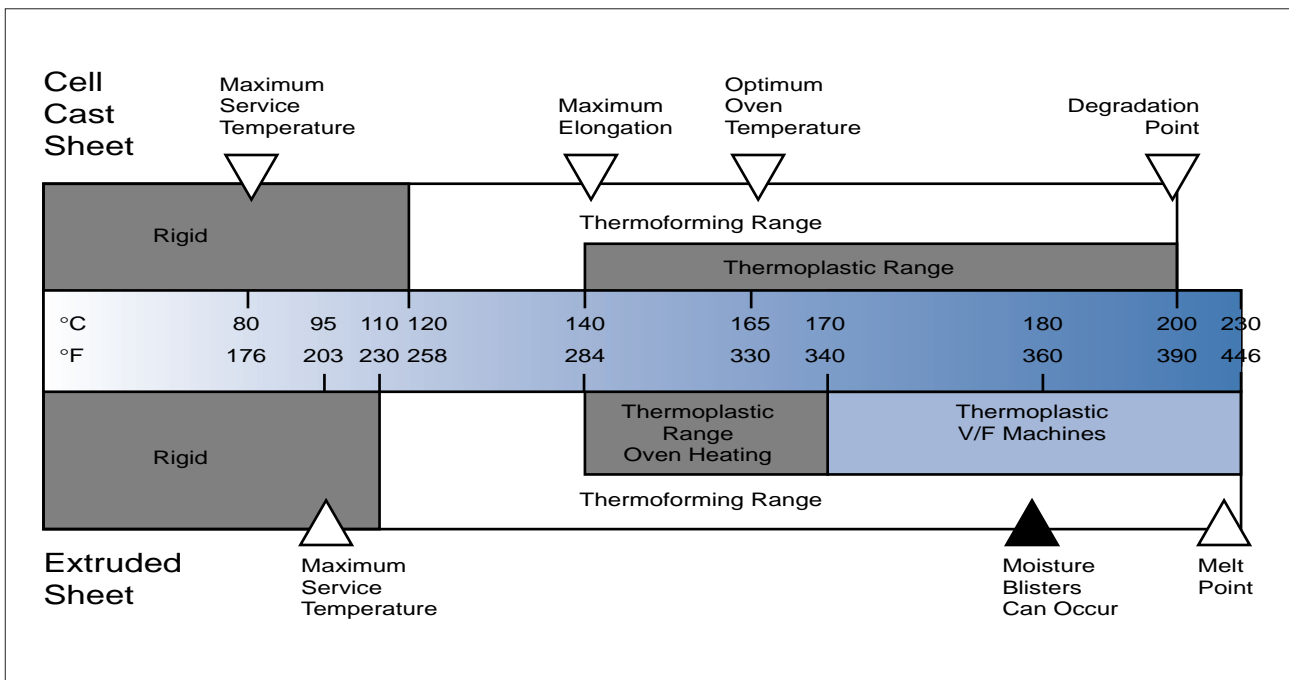 Cell
Cast
Sheet
Maximum
Service
Temperature
Maximum
Elongation
Optimum
Oven
Temperature
Degradation
Point
Rigid
Thermoforming Range
Thermoplastic Range
°C 80 95 110 120 140 165 170 180 200 230
°F 176 203 230 258 284 330 340 360 390 446
Rigid
Thermoplastic
Range
Oven Heating
Thermoplastic
V/F Machines
Thermoforming Range
Extruded
Sheet
Maximum
Service
Temperature
Moisture
Blisters
Can Occur
Melt
Point